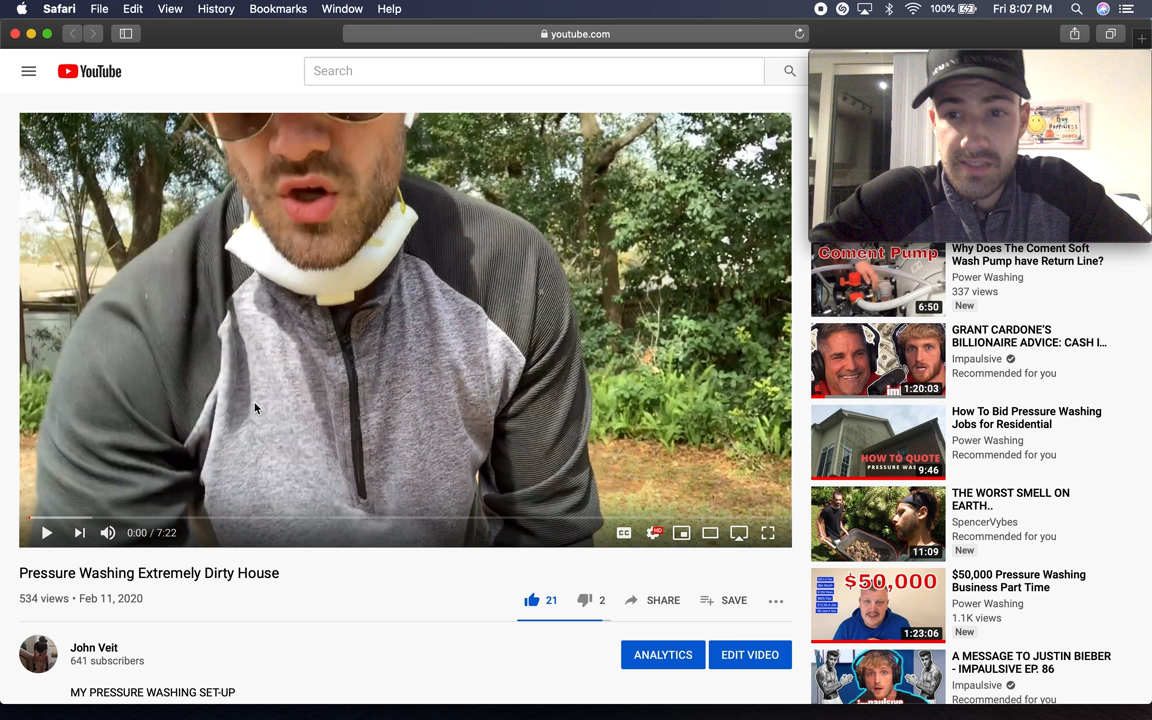 Safari File Edit View History Bookmarks Window Help 100% Fri 8:07 PM
youtube.com
YouTube
Search
ARMANI EXCHANGE
Buy
HAPPINESS
Coment Pump
6:50
Why Does The Coment Soft
Wash Pump have Return Line?
Power Washing
337 views
New
1:20:03
GRANT CARDONE'S
BILLIONAIRE ADVICE: CASH I...
Impaulsive
Recommended for you
HOW TO QUOTE
9:46
How To Bid Pressure Washing
Jobs for Residential
Power Washing
Recommended for you
11:09
THE WORST SMELL ON
EARTH..
SpencerVybes
Recommended for you
New
$50,000
1:23:06
$50,000 Pressure Washing
Business Part Time
Power Washing
1.1K views
New
A MESSAGE TO JUSTIN BIEBER
- IMPAULSIVE EP. 86
Impaulsive
Recommended for you
0:00 / 7:22
CC
HD
Pressure Washing Extremely Dirty House
534 views • Feb 11, 2020
21 2 SHARE SAVE
John Veit
641 subscribers
ANALYTICS EDIT VIDEO
MY PRESSURE WASHING SET-UP